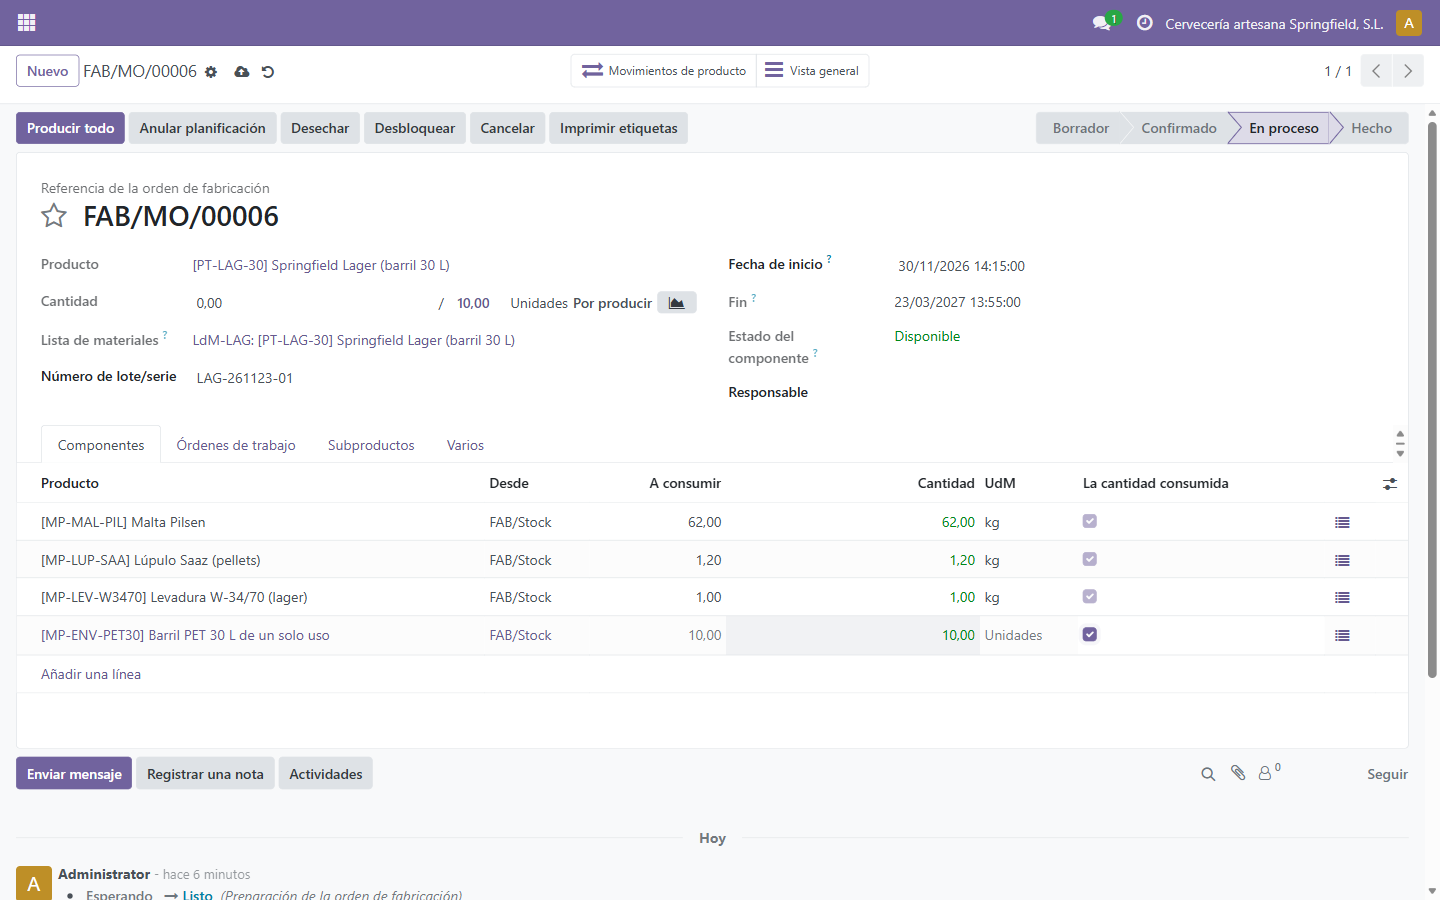 1
Cervecería artesana Springfield, S.L.
A
Nuevo
FAB/MO/00006
Movimientos de producto
Vista general
1 / 1
Producir todo
Anular planificación
Desechar
Desbloquear
Cancelar
Imprimir etiquetas
Borrador
Confirmado
En proceso
Hecho
Referencia de la orden de fabricación
FAB/MO/00006
Producto
[PT-LAG-30] Springfield Lager (barril 30 L)
Cantidad
0,00 / 10,00 Unidades Por producir
Lista de materiales ?
LdM-LAG: [PT-LAG-30] Springfield Lager (barril 30 L)
Número de lote/serie
LAG-261123-01
Fecha de inicio ?
30/11/2026 14:15:00
Fin ?
23/03/2027 13:55:00
Estado del
componente ?
Disponible
Responsable
Componentes
Órdenes de trabajo
Subproductos
Varios
Producto Desde A consumir Cantidad UdM La cantidad consumida
[MP-MAL-PIL] Malta Pilsen FAB/Stock 62,00 62,00 kg
[MP-LUP-SAA] Lúpulo Saaz (pellets) FAB/Stock 1,20 1,20 kg
[MP-LEV-W3470] Levadura W-34/70 (lager) FAB/Stock 1,00 1,00 kg
[MP-ENV-PET30] Barril PET 30 L de un solo uso FAB/Stock 10,00 10,00 Unidades
Añadir una línea
Enviar mensaje
Registrar una nota
Actividades
0
Seguir
Hoy
A
Administrator - hace 6 minutos
• Esperando → Listo (Preparación de la orden de fabricación)